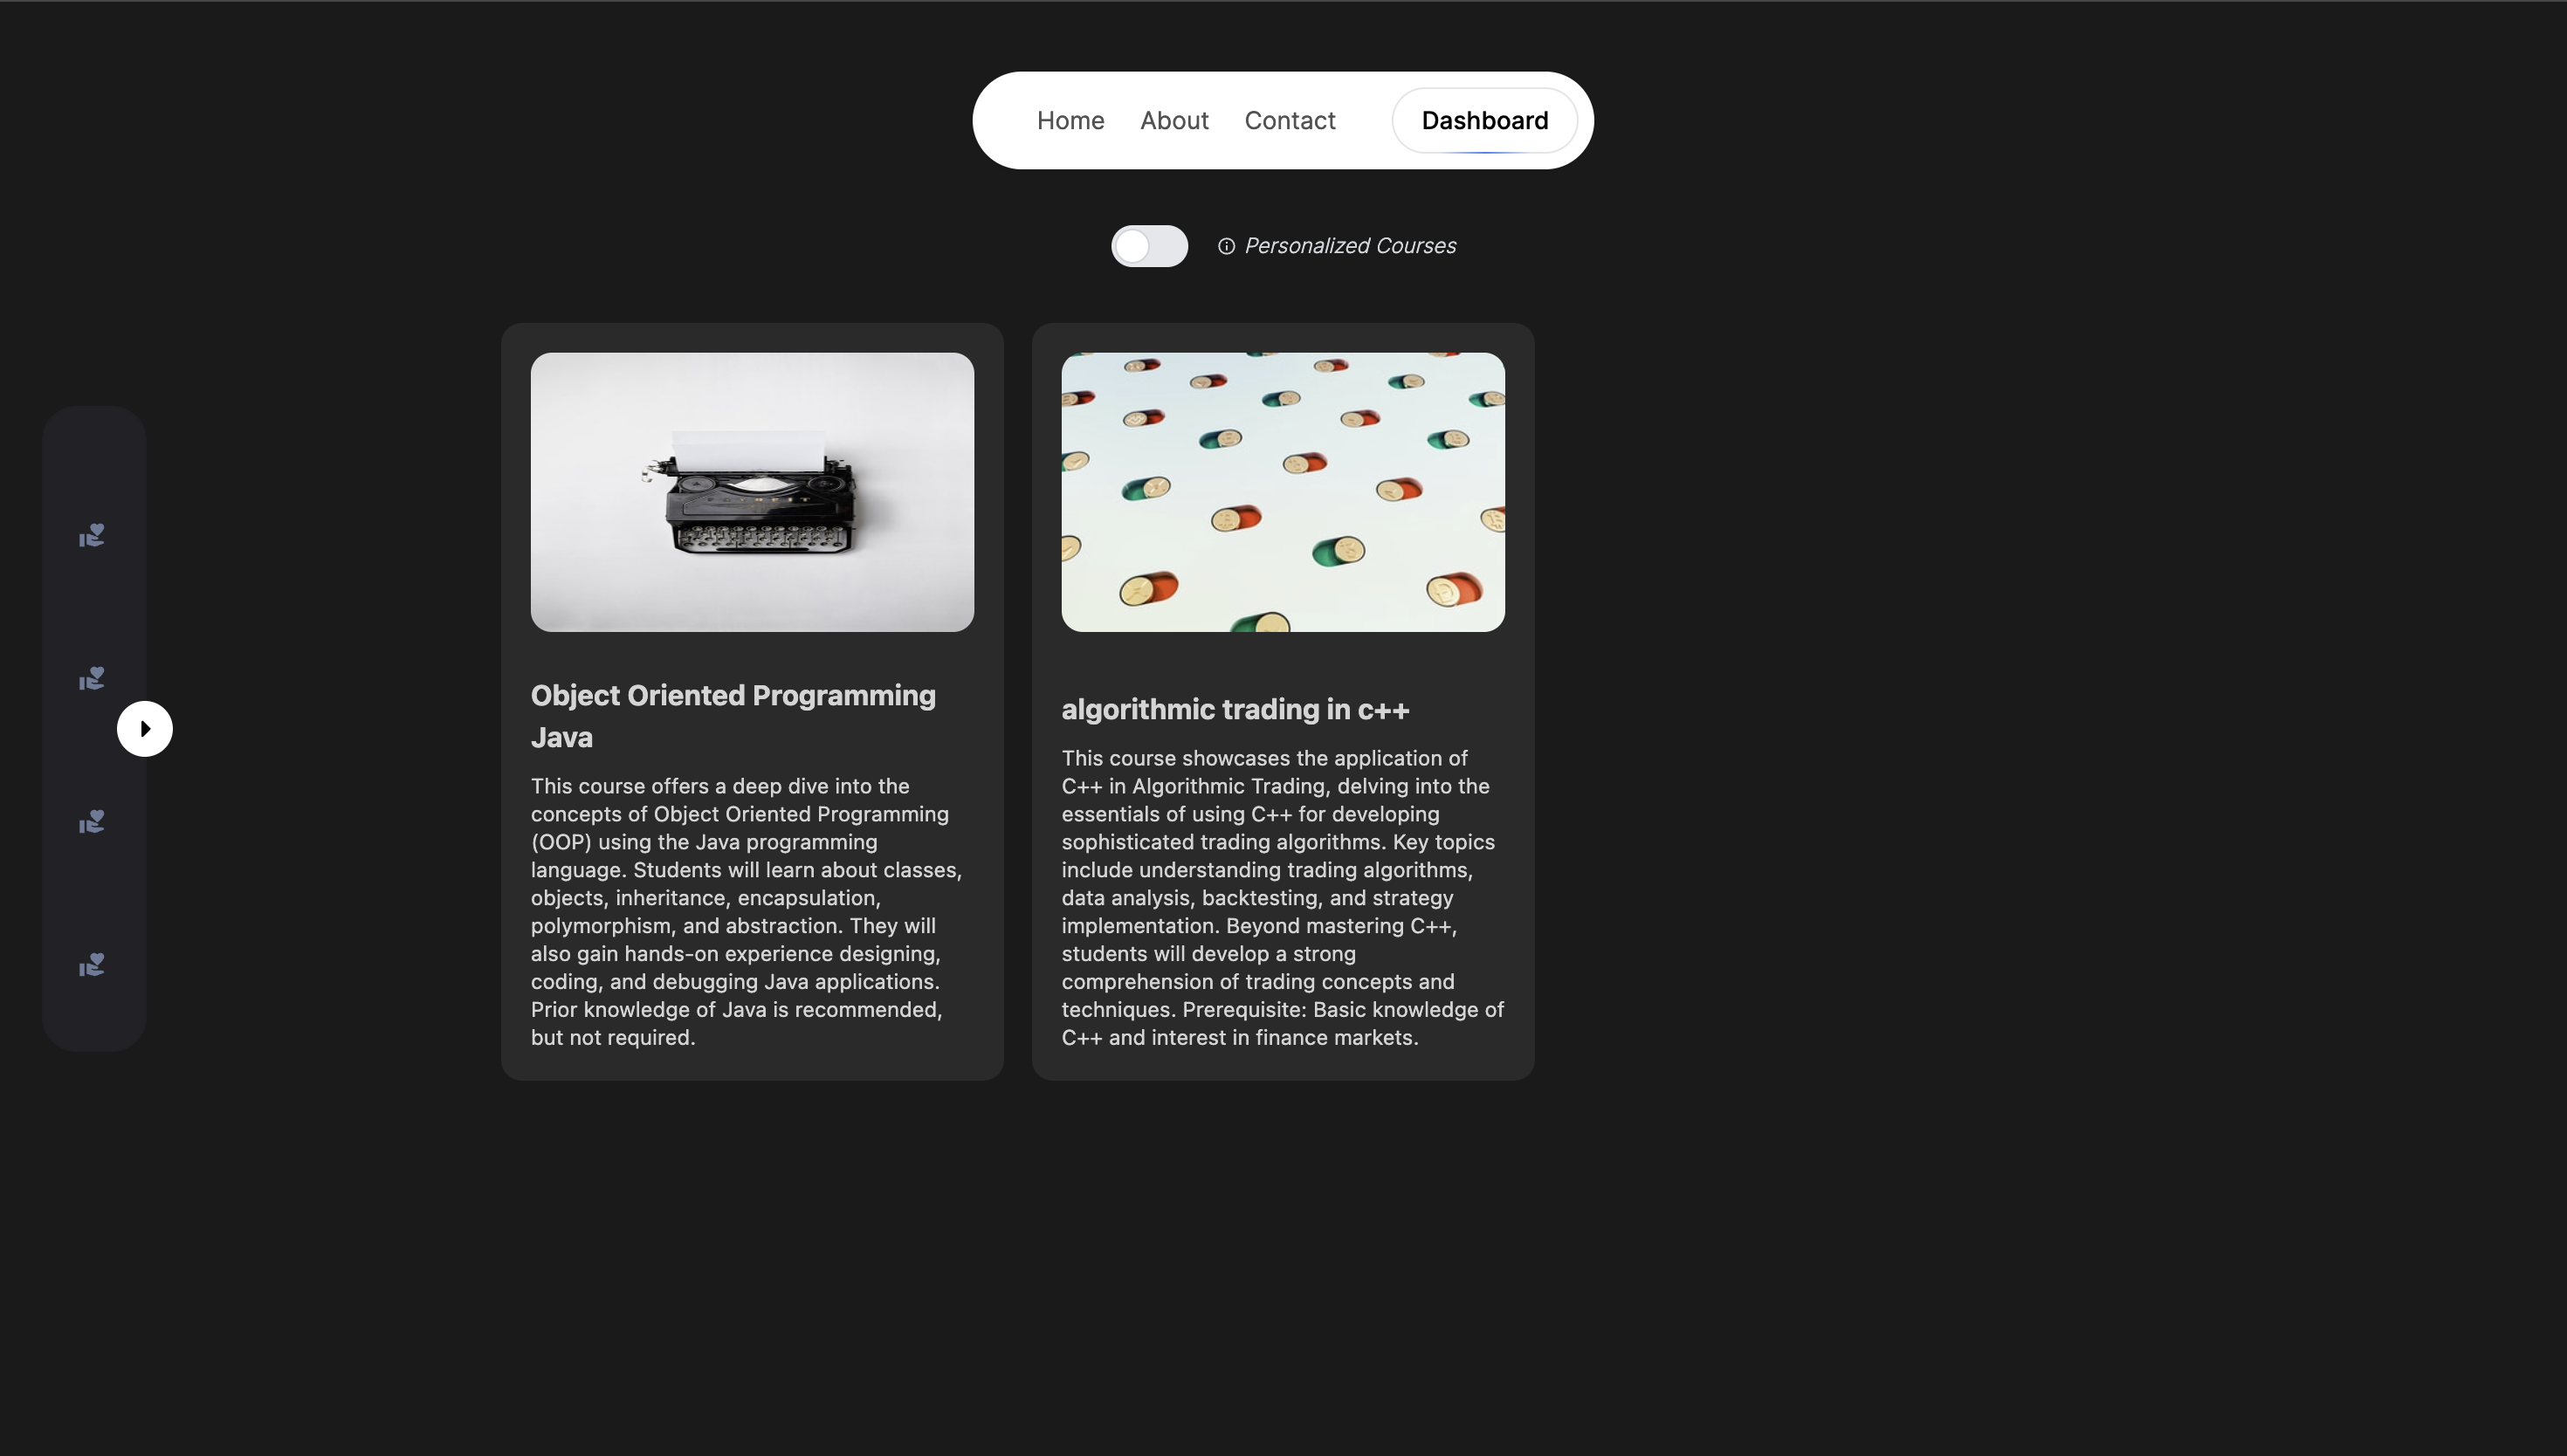 Home About Contact Dashboard
Personalized Courses
Object Oriented Programming
Java
This course offers a deep dive into the
concepts of Object Oriented Programming
(OOP) using the Java programming
language. Students will learn about classes,
objects, inheritance, encapsulation,
polymorphism, and abstraction. They will
also gain hands-on experience designing,
coding, and debugging Java applications.
Prior knowledge of Java is recommended,
but not required.
algorithmic trading in c++
This course showcases the application of
C++ in Algorithmic Trading, delving into the
essentials of using C++ for developing
sophisticated trading algorithms. Key topics
include understanding trading algorithms,
data analysis, backtesting, and strategy
implementation. Beyond mastering C++,
students will develop a strong
comprehension of trading concepts and
techniques. Prerequisite: Basic knowledge of
C++ and interest in finance markets.